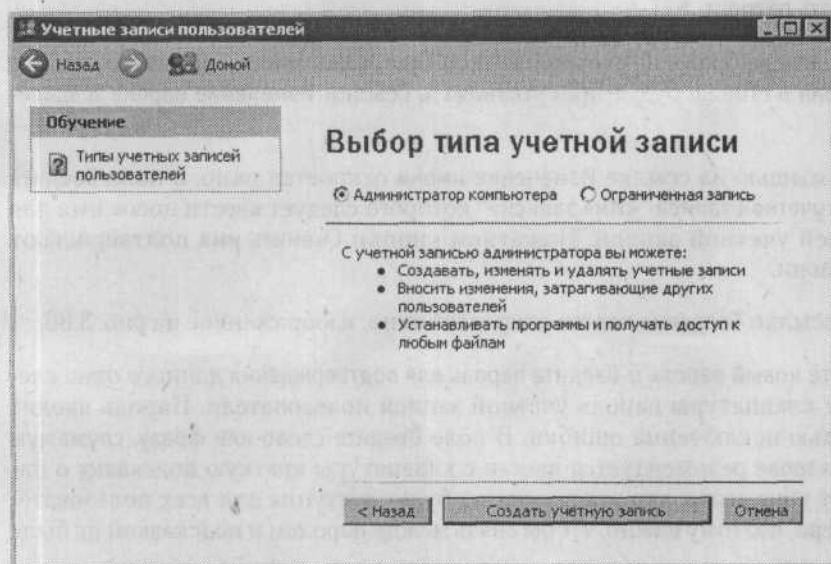 Учетные записи пользователей
Назад
Домой
Обучение
Типы учетных записей
пользователей
Выбор типа учетной записи
Администратор компьютера
Ограниченная запись
С учетной записью администратора вы можете:
• Создавать, изменять и удалять учетные записи
• Вносить изменения, затрагивающие других
пользователей
• Устанавливать программы и получать доступ к
любым файлам
< Назад
Создать учетную запись
Отмена